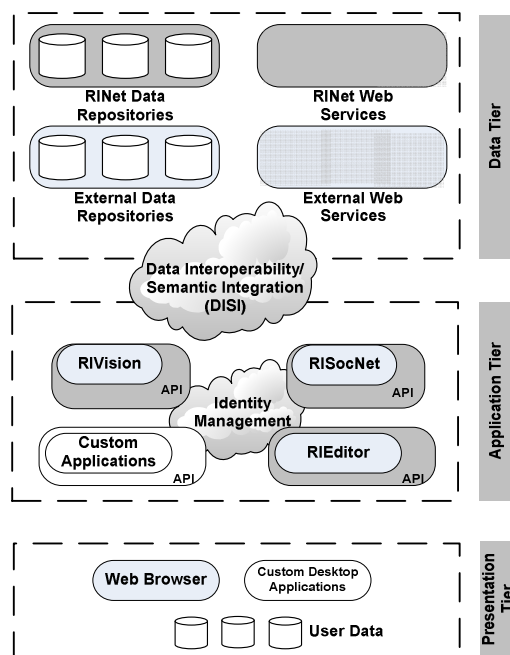 RINet Data
Repositories
RINet Web
Services
External Data
Repositories
External Web
Services
Data Tier
Data Interoperability/
Semantic Integration
(DISI)
RIVision
API
RISocNet
API
Identity
Management
Custom
Applications
API
RIEditor
API
Application Tier
Web Browser
Custom Desktop
Applications
User Data
Presentation
Tier